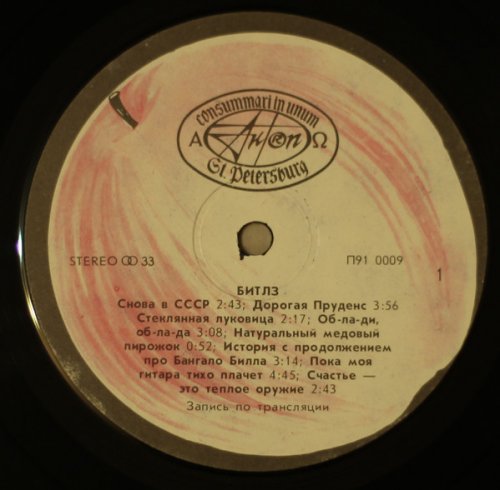 consummari in unum
Α АнТроп Ω
St. Petersburg
STEREO 33
П91 0009
1
БИТЛЗ
Снова в СССР 2:43; Дорогая Пруденс 3:56
Стеклянная луковица 2:17; Об-ла-ди,
об-ла-да 3:08; Натуральный медовый
пирожок 0:52; История с продолжением
про Бангало Билла 3:14; Пока моя
гитара тихо плачет 4:45; Счастье —
это теплое оружие 2:43
Запись по трансляции